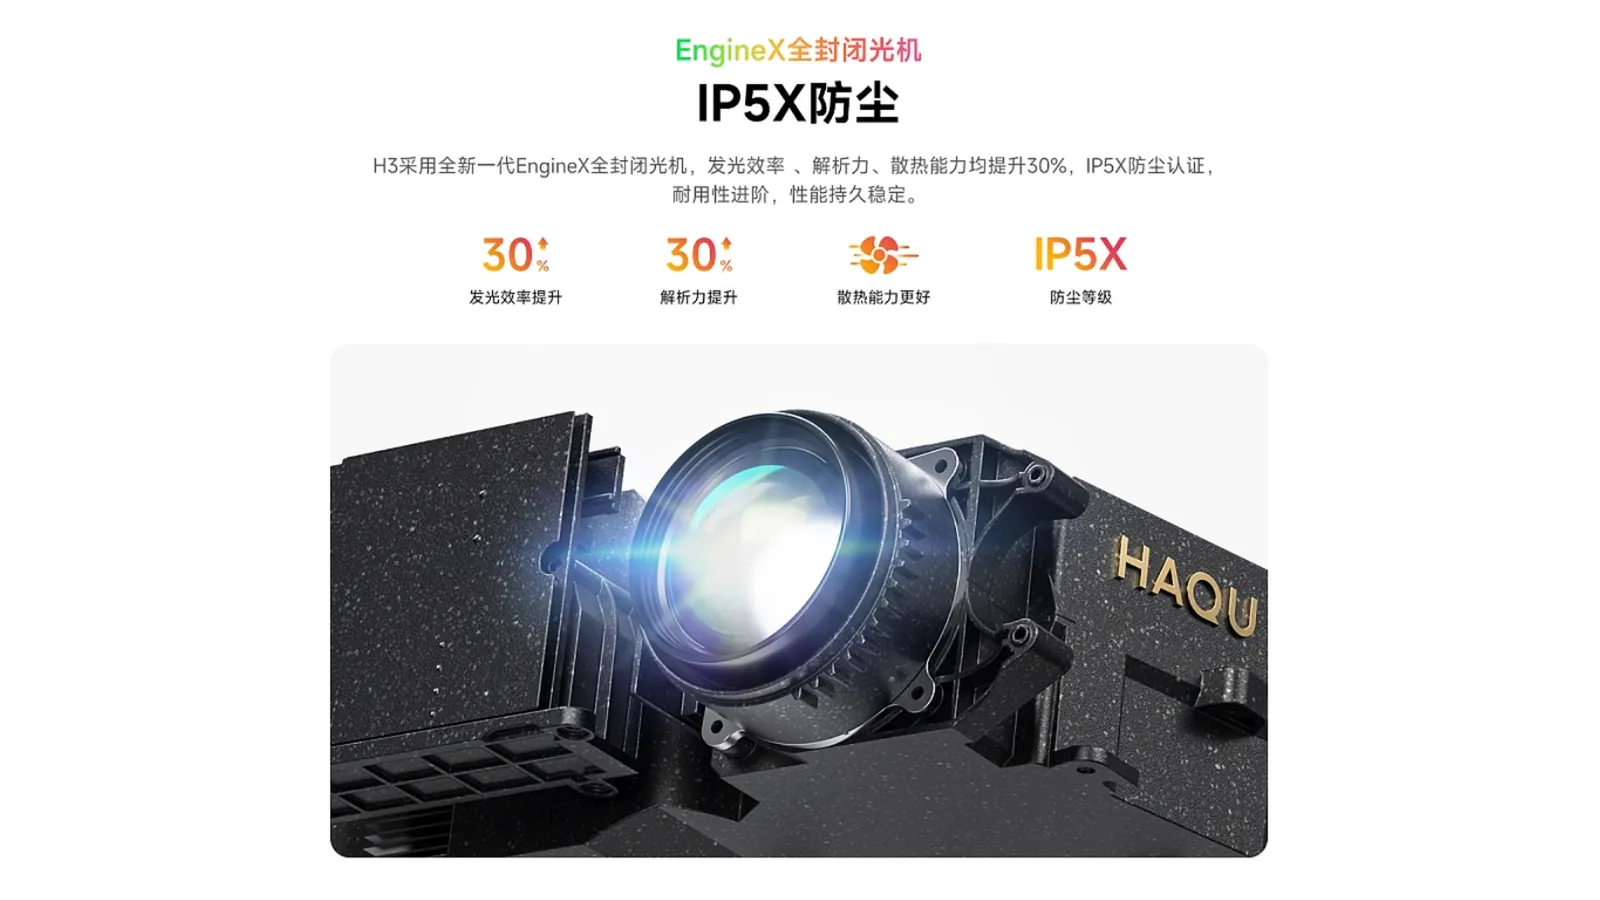 EngineX全封闭光机
IP5X防尘
H3采用全新一代EngineX全封闭光机，发光效率 、解析力、散热能力均提升30%，IP5X防尘认证，
耐用性进阶，性能持久稳定。
30%
发光效率提升
30%
解析力提升
散热能力更好
IP5X
防尘等级
HAQU